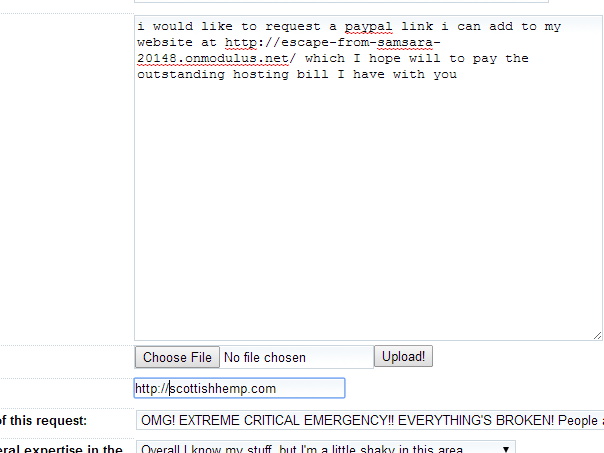 i would like to request a paypal link i can add to my
website at http://escape-from-samsara-
20148.onmodulus.net/ which I hope will to pay the
outstanding hosting bill I have with you
Choose File No file chosen Upload!
http://scottishhemp.com
of this request: OMG! EXTREME CRITICAL EMERGENCY!! EVERYTHING'S BROKEN! People
eral expertise in the Overall I know my stuff, but I'm a little shaky in this area